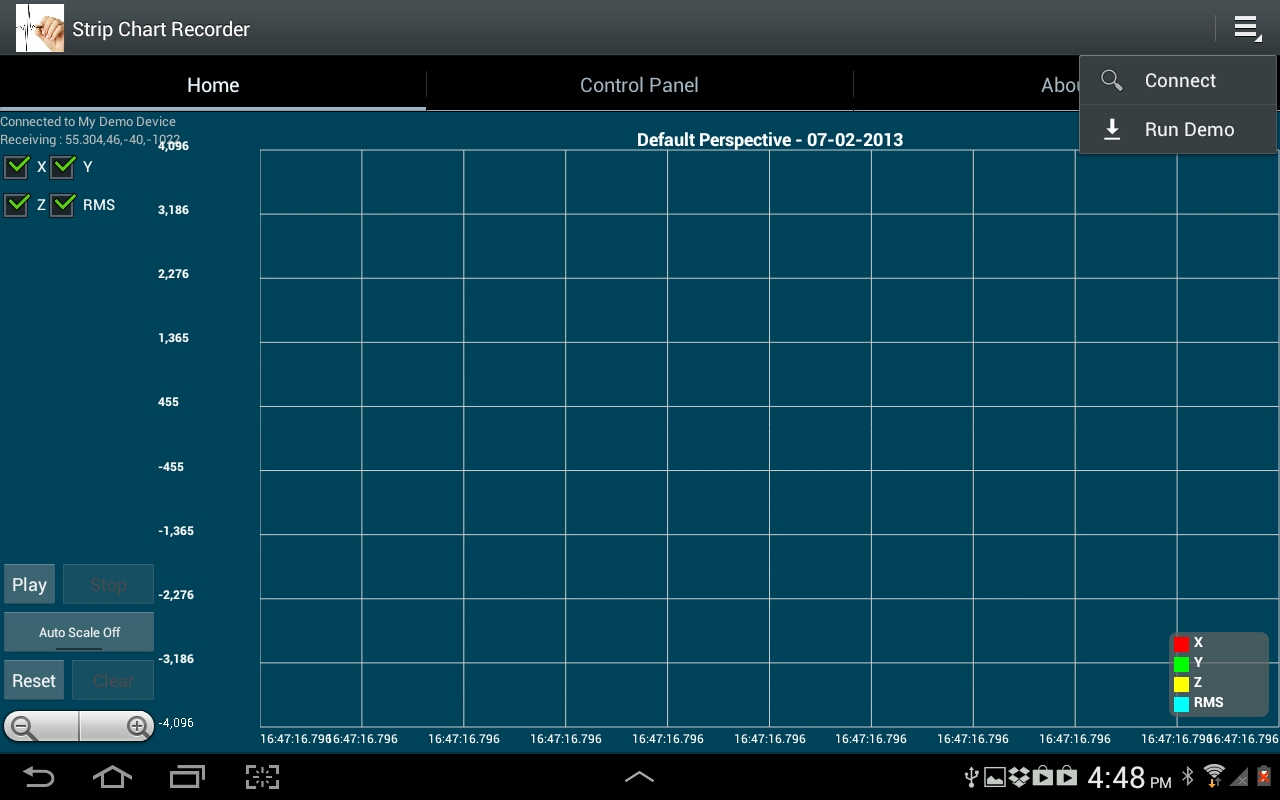 Strip Chart Recorder
Home
Control Panel
Abou
Connect
Run Demo
Connected to My Demo Device
Receiving : 55.304,46,-40,-1022
Default Perspective - 07-02-2013
X
Y
Z
RMS
4,096
3,186
2,276
1,365
455
-455
-1,365
-2,276
-3,186
-4,096
Play
Stop
Auto Scale Off
Reset
Clear
X
Y
Z
RMS
16:47:16.796 16:47:16.796 16:47:16.796 16:47:16.796 16:47:16.796 16:47:16.796 16:47:16.796 16:47:16.796 16:47:16.796 16:47:16.796 16:47:16.796
4:48 PM